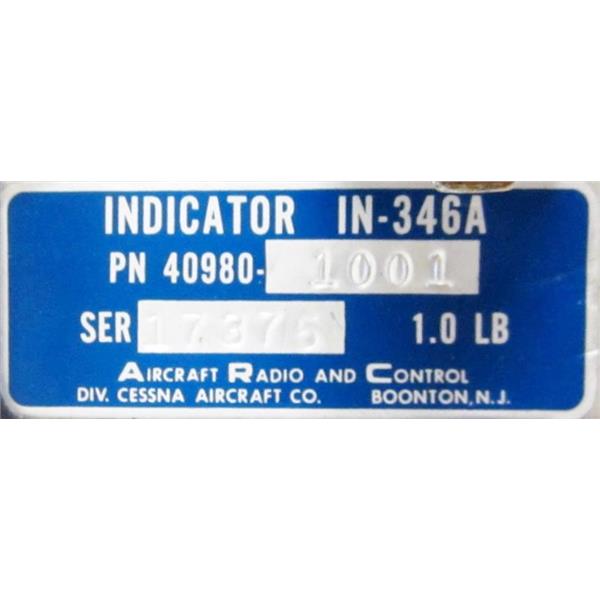 INDICATOR IN-346A
PN 40980-1001
SER 17375 1.0 LB
AIRCRAFT RADIO AND CONTROL
DIV. CESSNA AIRCRAFT CO. BOONTON, N.J.